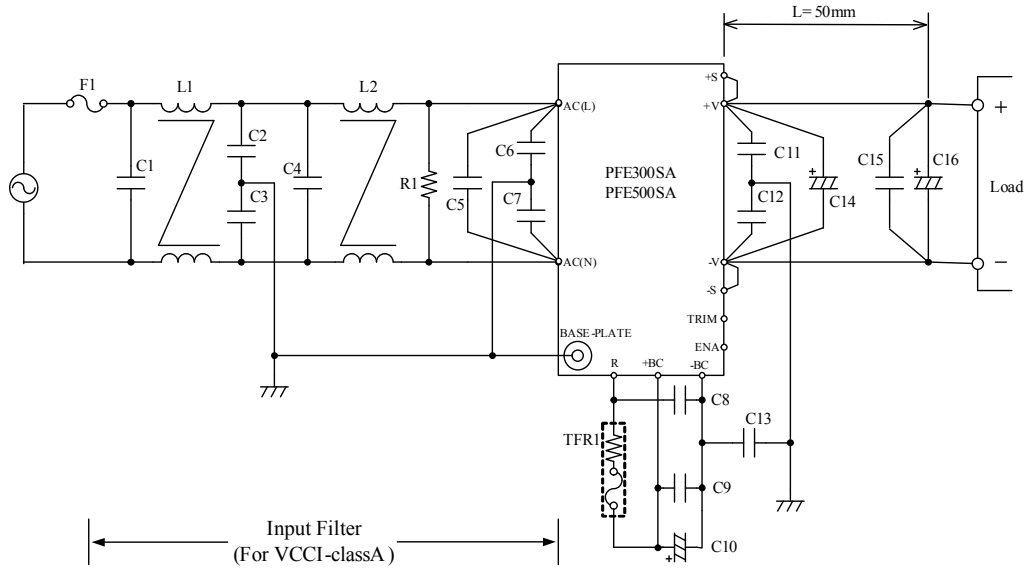 L= 50mm
F1
L1
L2
+S
AC(L)
+V
C2
C6
C11
C1
C4
R1
C5
PFE300SA
PFE500SA
C15
C16
+
+
+
Load
C3
C7
C12
C14
AC(N)
-V
−
-S
BASE-PLATE
TRIM
ENA
R
+BC
-BC
C8
C13
TFR1
C9
C10
+
Input Filter
(For VCCI-classA )